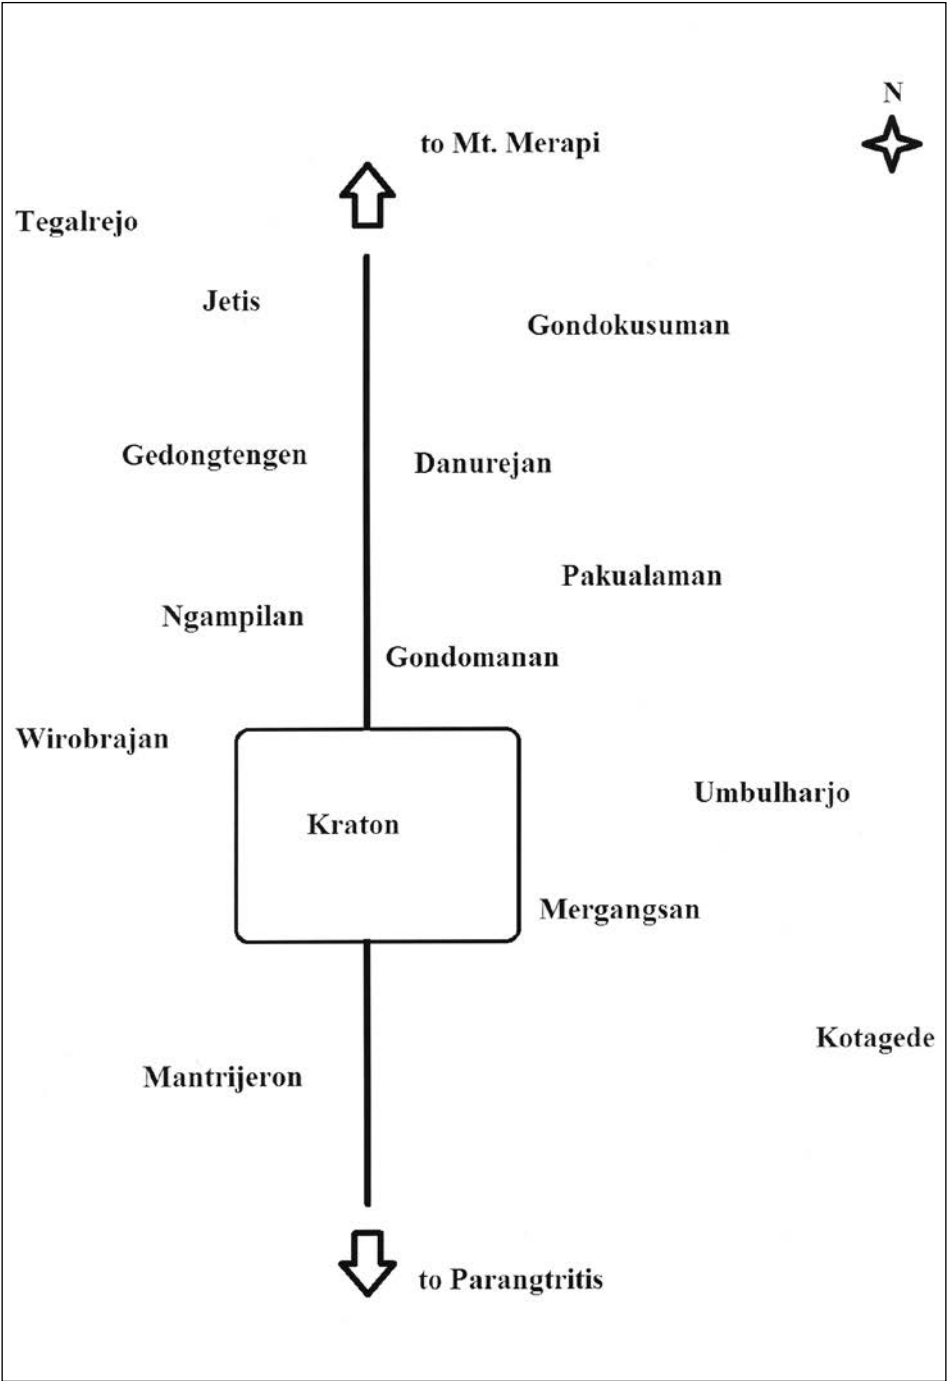 N
to Mt. Merapi
Tegalrejo
Jetis
Gondokusuman
Gedongtengen
Danurejan
Pakualaman
Ngampilan
Gondomanan
Wirobrajan
Umbulharjo
Kraton
Mergangsan
Kotagede
Mantrijeron
to Parangtritis